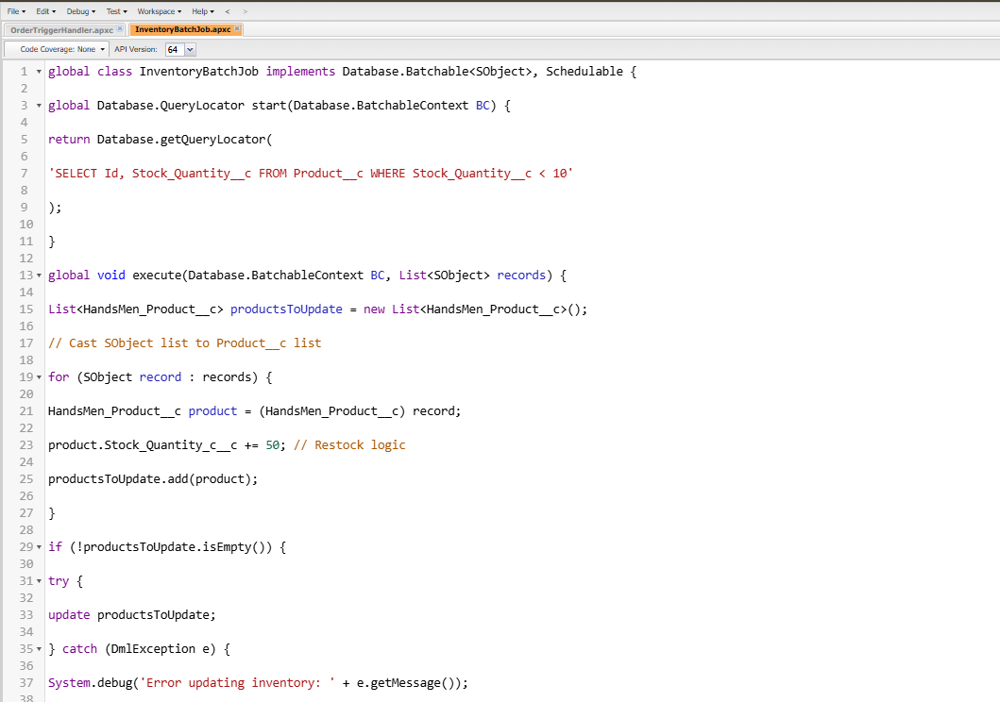 File Edit Debug Test Workspace Help < >
OrderTriggerHandler.apxc InventoryBatchJob.apxc
Code Coverage: None API Version: 64
1 global class InventoryBatchJob implements Database.Batchable<SObject>, Schedulable {
2
3 global Database.QueryLocator start(Database.BatchableContext BC) {
4
5 return Database.getQueryLocator(
6
7 'SELECT Id, Stock_Quantity__c FROM Product__c WHERE Stock_Quantity__c < 10'
8
9 );
10
11 }
12
13 global void execute(Database.BatchableContext BC, List<SObject> records) {
14
15 List<HandsMen_Product__c> productsToUpdate = new List<HandsMen_Product__c>();
16
17 // Cast SObject list to Product__c list
18
19 for (SObject record : records) {
20
21 HandsMen_Product__c product = (HandsMen_Product__c) record;
22
23 product.Stock_Quantity_c__c += 50; // Restock logic
24
25 productsToUpdate.add(product);
26
27 }
28
29 if (!productsToUpdate.isEmpty()) {
30
31 try {
32
33 update productsToUpdate;
34
35 } catch (DmlException e) {
36
37 System.debug('Error updating inventory: ' + e.getMessage());
38